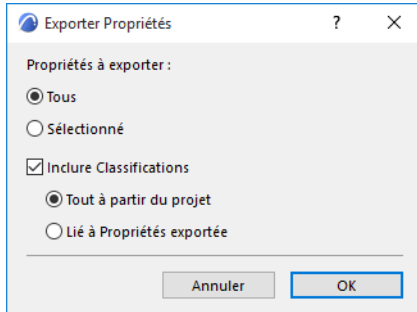 Exporter Propriétés ?
Propriétés à exporter :
Tous
Sélectionné
Inclure Classifications
Tout à partir du projet
Lié à Propriétés exportée
Annuler OK